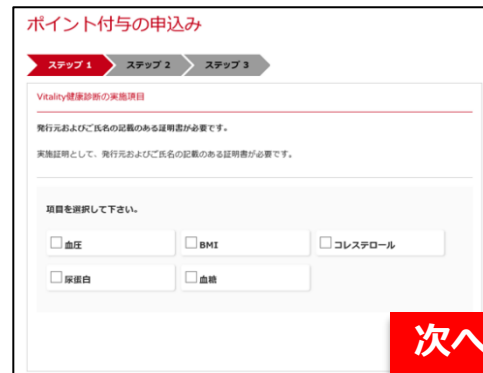 ポイント付与の申込み
ステップ 1 ステップ 2 ステップ 3
Vitality健康診断の実施項目
発行元およびご氏名の記載のある証明書が必要です。
実施証明として、発行元およびご氏名の記載のある証明書が必要です。
項目を選択して下さい。
血圧 BMI コレステロール
尿蛋白 血糖
次へ